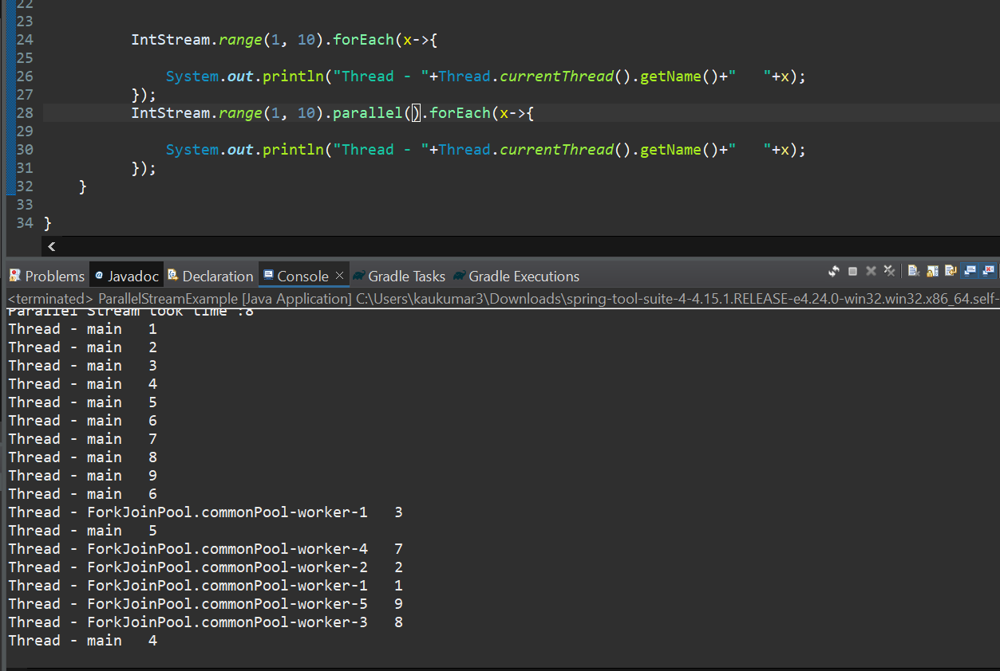 22
23
24 IntStream.range(1, 10).forEach(x->{
25
26 System.out.println("Thread - "+Thread.currentThread().getName()+"   "+x);
27 });
28 IntStream.range(1, 10).parallel().forEach(x->{
29
30 System.out.println("Thread - "+Thread.currentThread().getName()+"   "+x);
31 });
32 }
33
34 }
Problems @ Javadoc Declaration Console Gradle Tasks Gradle Executions
<terminated> ParallelStreamExample [Java Application] C:\Users\kaukumar3\Downloads\spring-tool-suite-4-4.15.1.RELEASE-e4.24.0-win32.win32.x86_64.self-
Parallel Stream took time :8
Thread - main   1
Thread - main   2
Thread - main   3
Thread - main   4
Thread - main   5
Thread - main   6
Thread - main   7
Thread - main   8
Thread - main   9
Thread - main   6
Thread - ForkJoinPool.commonPool-worker-1   3
Thread - main   5
Thread - ForkJoinPool.commonPool-worker-4   7
Thread - ForkJoinPool.commonPool-worker-2   2
Thread - ForkJoinPool.commonPool-worker-1   1
Thread - ForkJoinPool.commonPool-worker-5   9
Thread - ForkJoinPool.commonPool-worker-3   8
Thread - main   4